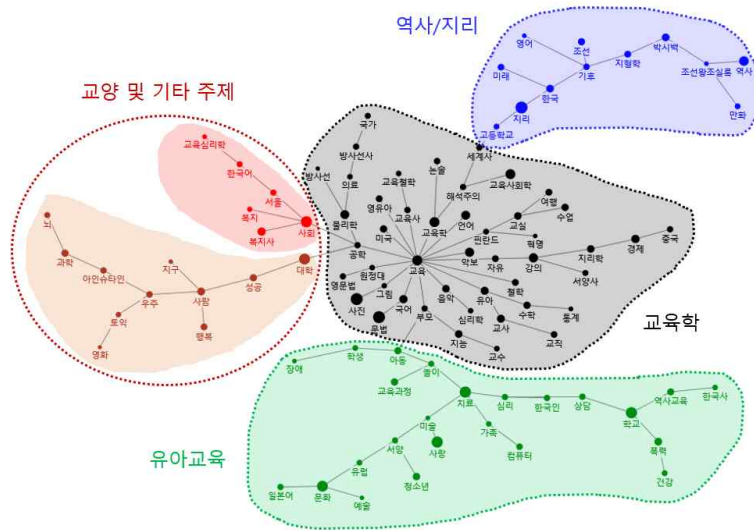 역사/지리
영어
조선
박시백
지형학
기후
조선왕조실록
역사
미래
한국
만화
지리
고등학교
교양 및 기타 주제
교육심리학
한국어
서울
복지
복지사
사회
뇌
과학
아인슈타인
지구
우주
사람
성공
대학
토익
행복
영화
국가
방사선사
방사선
의료
물리학
공학
교육철학
논술
세계사
해석주의
교육사회학
영유아
교육사
교육학
언어
교실
여행
수업
미국
핀란드
혁명
교육
악보
자유
강의
지리학
경제
중국
서양사
영문법
원정대
그림
음악
유아
철학
사진
국어
문법
부모
심리학
교사
수학
통계
지능
교수
교직
교육학
장애
학생
아동
놀이
교육과정
치료
심리
한국인
상담
학교
역사교육
한국사
미술
가족
서양
사랑
컴퓨터
폭력
유럽
청소년
건강
일본어
문화
예술
유아교육